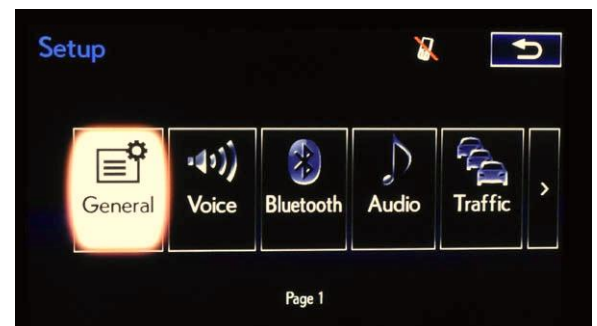 Setup
General
Voice
Bluetooth
Audio
Traffic
Page 1